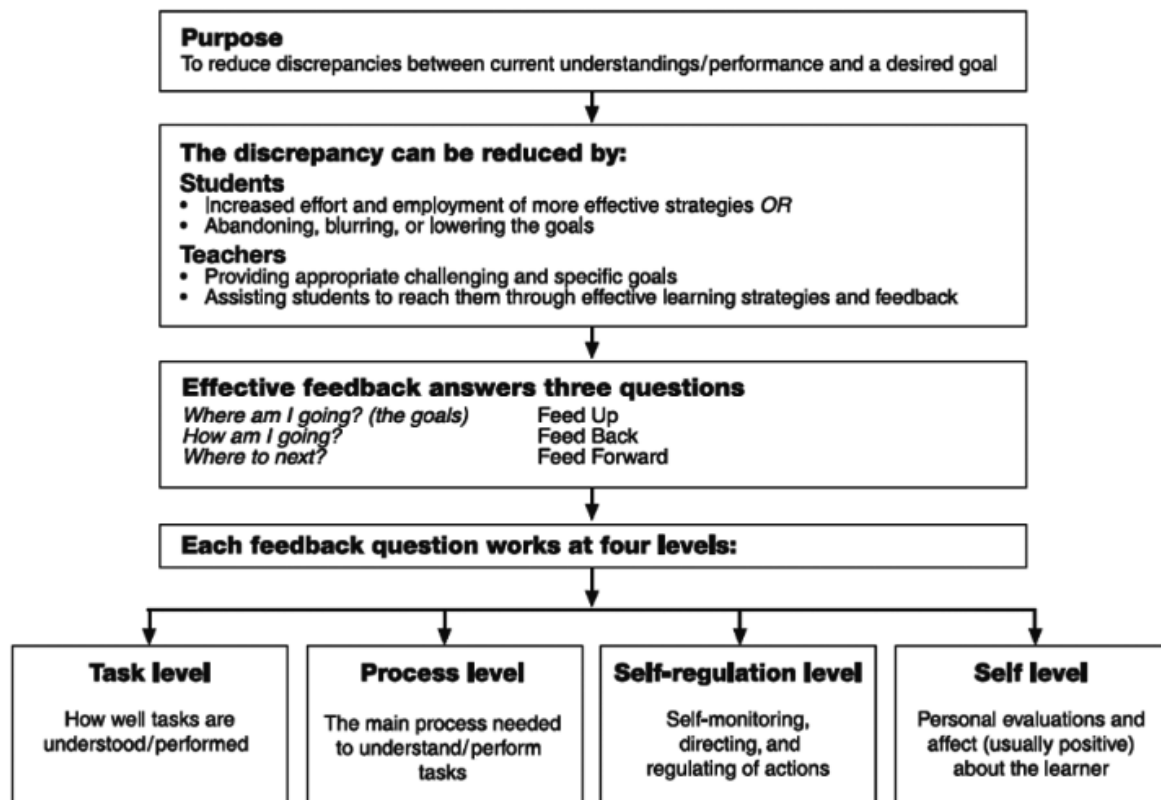 Purpose
To reduce discrepancies between current understandings/performance and a desired goal
The discrepancy can be reduced by:
Students
• Increased effort and employment of more effective strategies OR
• Abandoning, blurring, or lowering the goals
Teachers
• Providing appropriate challenging and specific goals
• Assisting students to reach them through effective learning strategies and feedback
Effective feedback answers three questions
Where am I going? (the goals) Feed Up
How am I going? Feed Back
Where to next? Feed Forward
Each feedback question works at four levels:
Task level
How well tasks are
understood/performed
Process level
The main process needed
to understand/perform
tasks
Self-regulation level
Self-monitoring,
directing, and
regulating of actions
Self level
Personal evaluations and
affect (usually positive)
about the learner